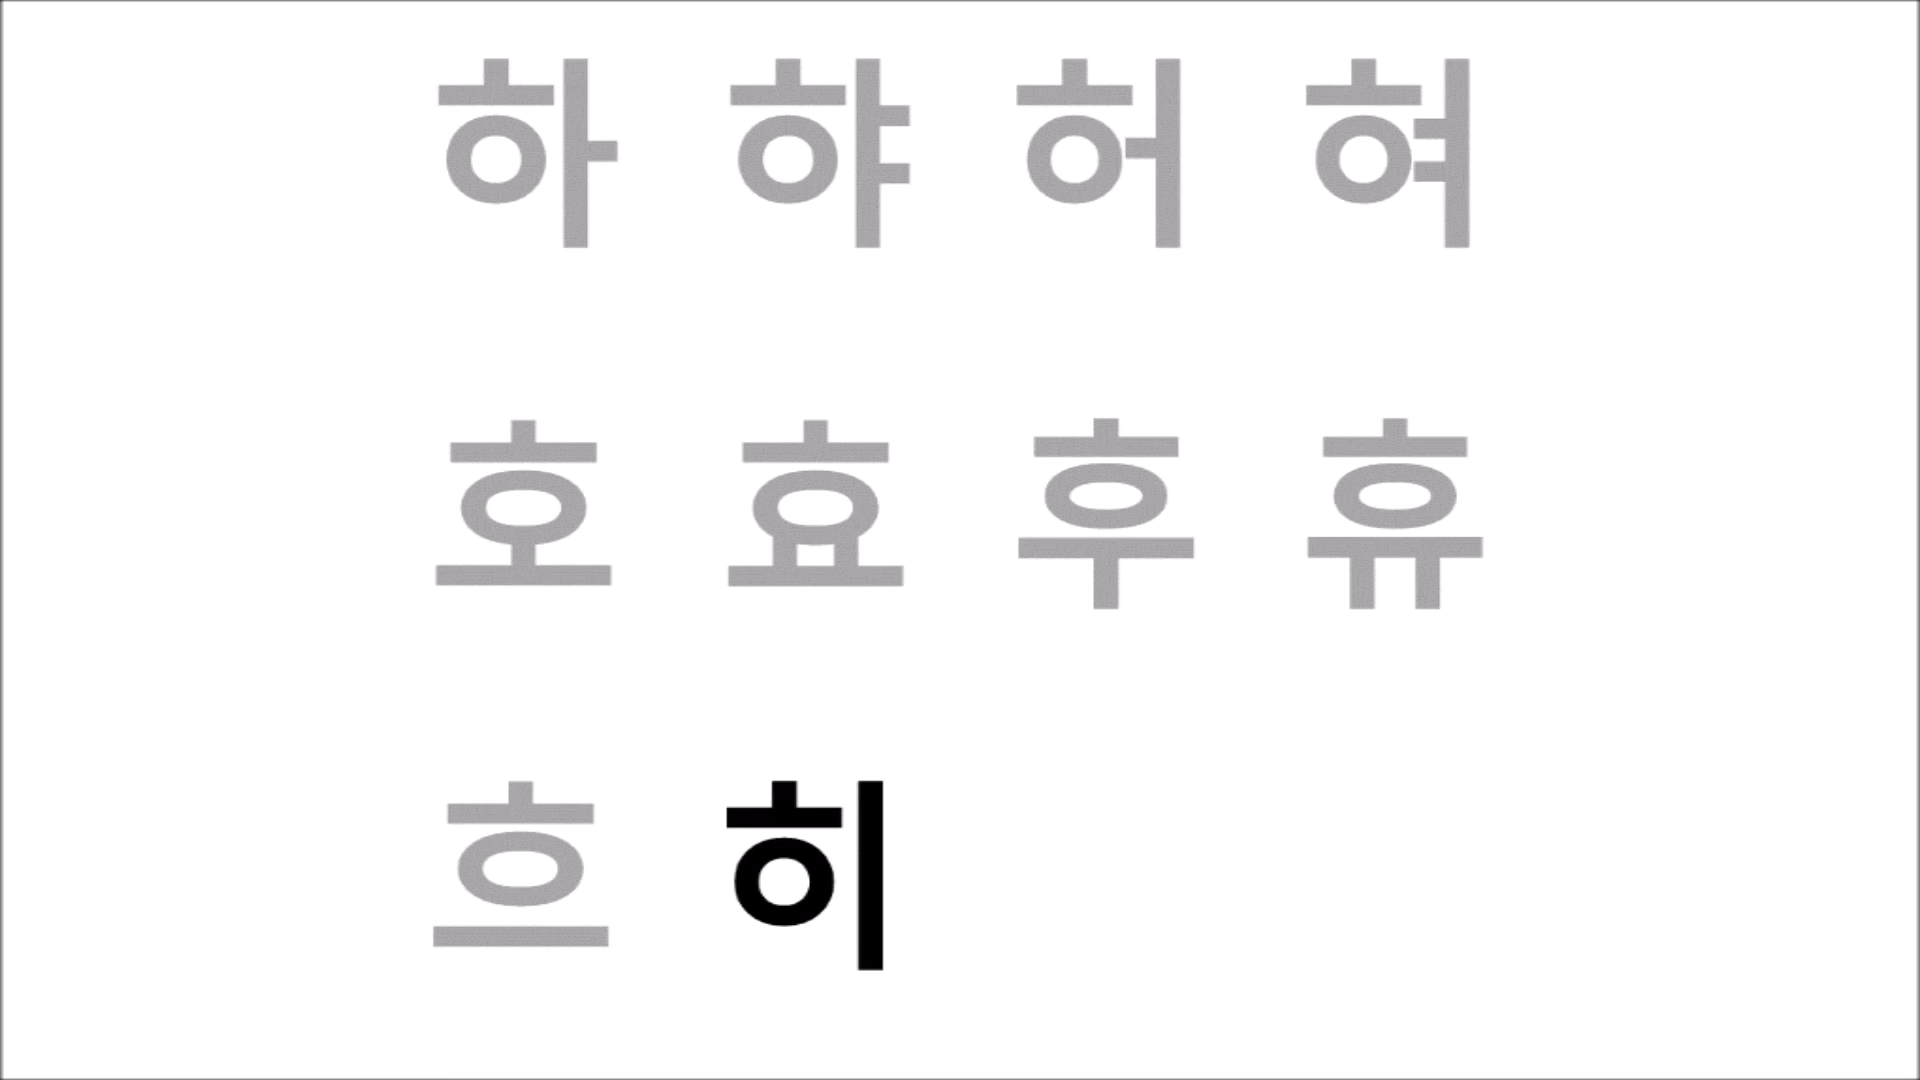 하 햐 허 혀
호 효 후 휴
흐 히